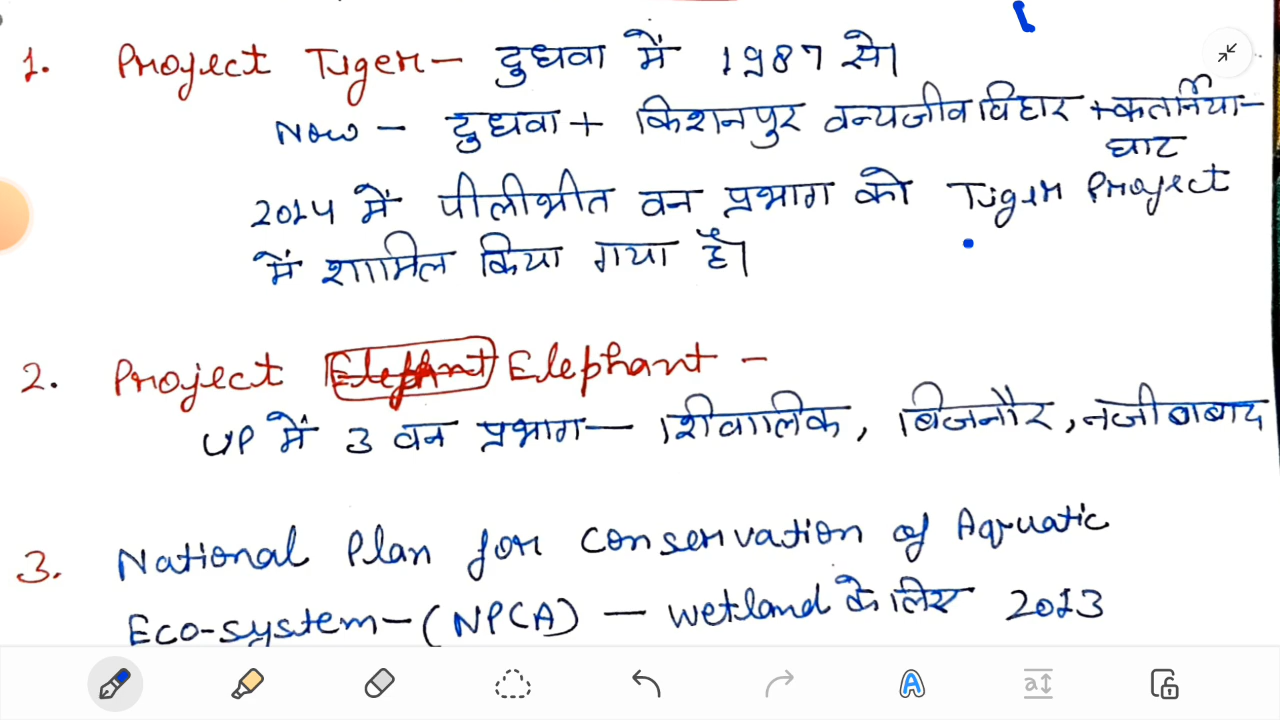 1. Project Tiger- दुधवा में 1987 से।
Now - दुधवा + किशनपुर वन्यजीव विहार + कतर्निया-
घाट
2014 में पीलीभीत वन प्रभाग को Tiger Project
में शामिल किया गया है।
2. Project Elephant Elephant -
UP में 3 वन प्रभाग- शिवालिक, बिजनौर, नजीबाबाद
3. National Plan for Conservation of Aquatic
Eco-system-(NPCA) - wetland के लिए 2013
A a